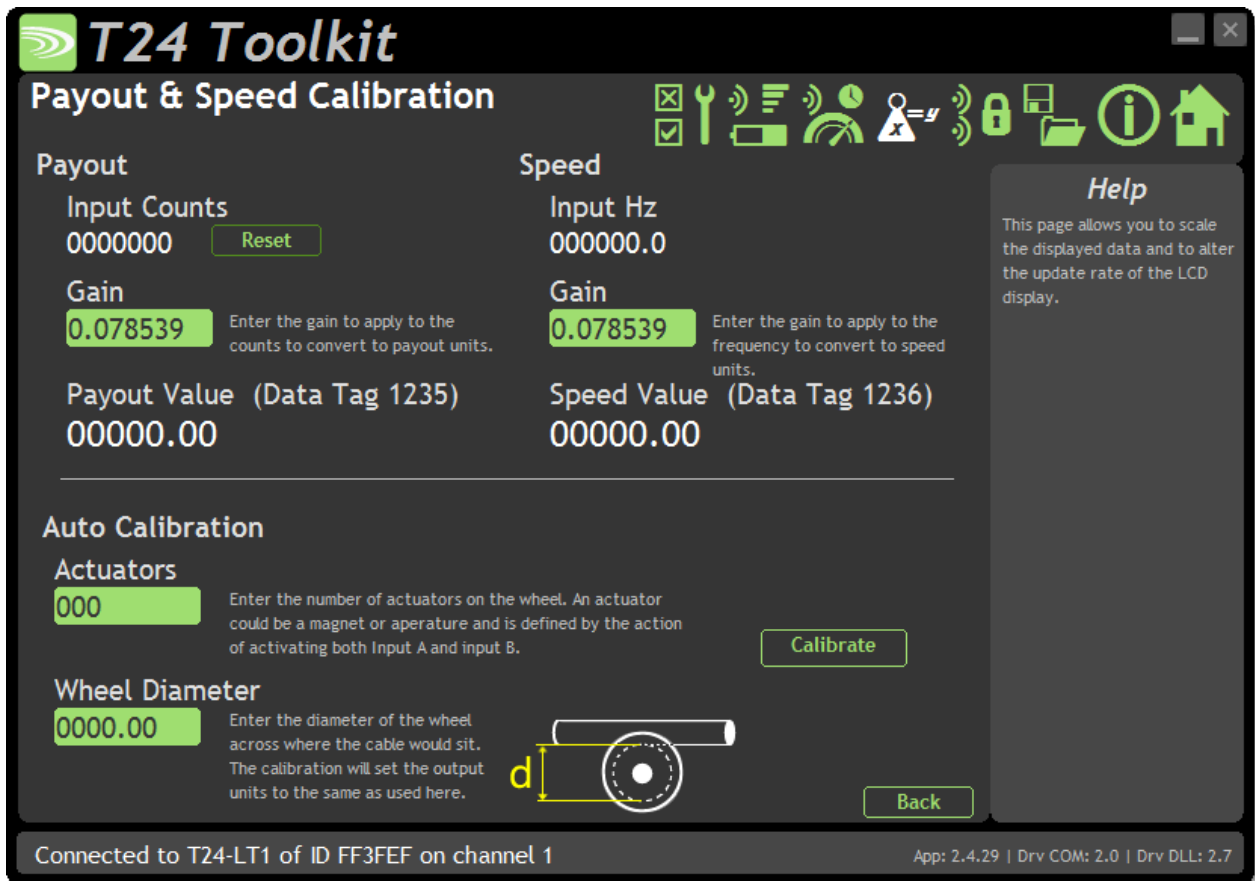 T24 Toolkit
Payout & Speed Calibration
x=y
Payout
Input Counts
0000000 Reset
Gain
0.078539 Enter the gain to apply to the
counts to convert to payout units.
Payout Value (Data Tag 1235)
00000.00
Speed
Input Hz
000000.0
Gain
0.078539 Enter the gain to apply to the
frequency to convert to speed
units.
Speed Value (Data Tag 1236)
00000.00
Help
This page allows you to scale
the displayed data and to alter
the update rate of the LCD
display.
Auto Calibration
Actuators
000 Enter the number of actuators on the wheel. An actuator
could be a magnet or aperature and is defined by the action
of activating both Input A and input B.
Calibrate
Wheel Diameter
0000.00 Enter the diameter of the wheel
across where the cable would sit.
The calibration will set the output
units to the same as used here.
d
Back
Connected to T24-LT1 of ID FF3FEF on channel 1
App: 2.4.29 | Drv COM: 2.0 | Drv DLL: 2.7